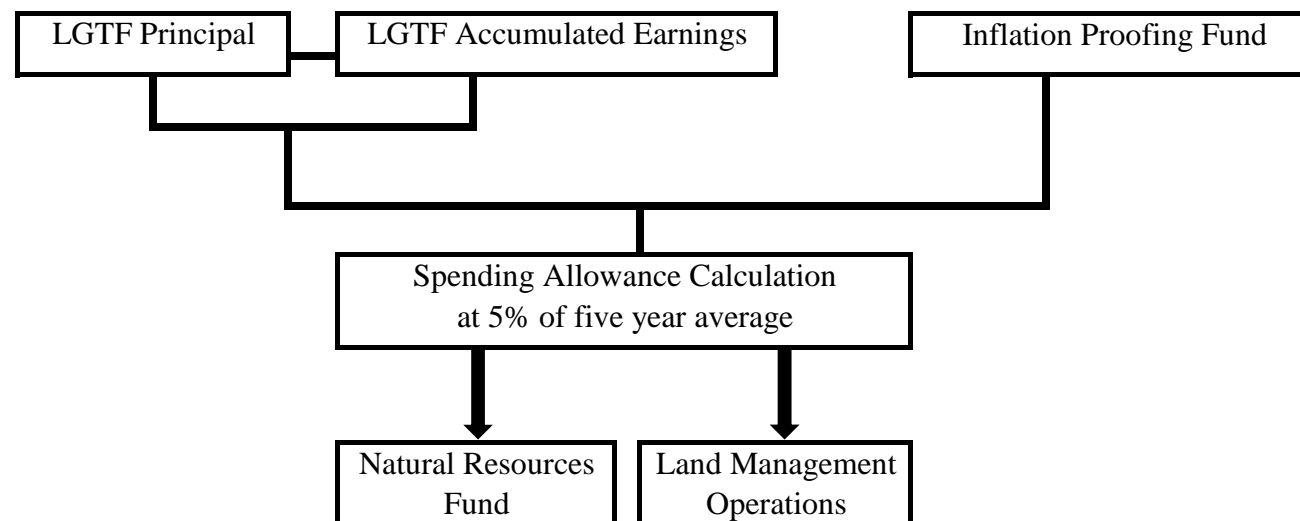 LGTF Principal
LGTF Accumulated Earnings
Inflation Proofing Fund
Spending Allowance Calculation
at 5% of five year average
Natural Resources
Fund
Land Management
Operations